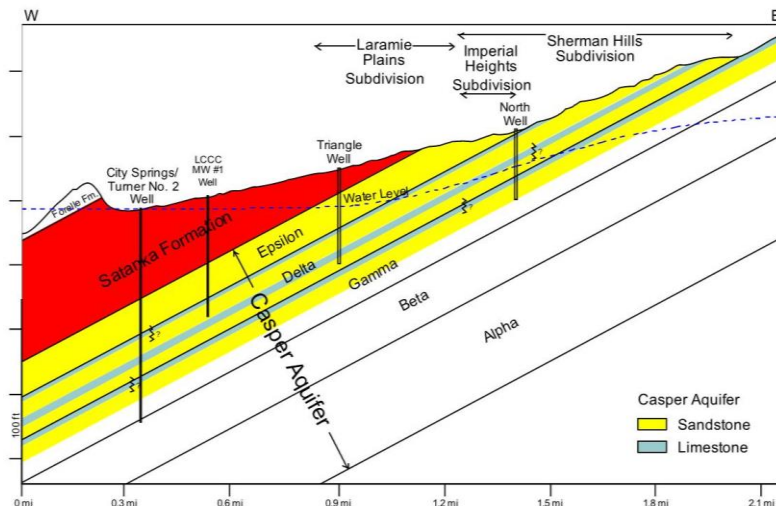 W
E
Laramie
Plains
Subdivision
Imperial
Heights
Subdivision
Sherman Hills
Subdivision
North
Well
Triangle
Well
LCCC
MW #1
Well
City Springs/
Turner No. 2
Well
Forelle Fm.
Water Level
Satanka Formation
Epsilon
Delta
Gamma
Beta
Alpha
Casper Aquifer
?
?
?
?
100 ft
Casper Aquifer
Sandstone
Limestone
0 mi
0.3 mi
0.6 mi
0.9 mi
1.2 mi
1.5 mi
1.8 mi
2.1 mi